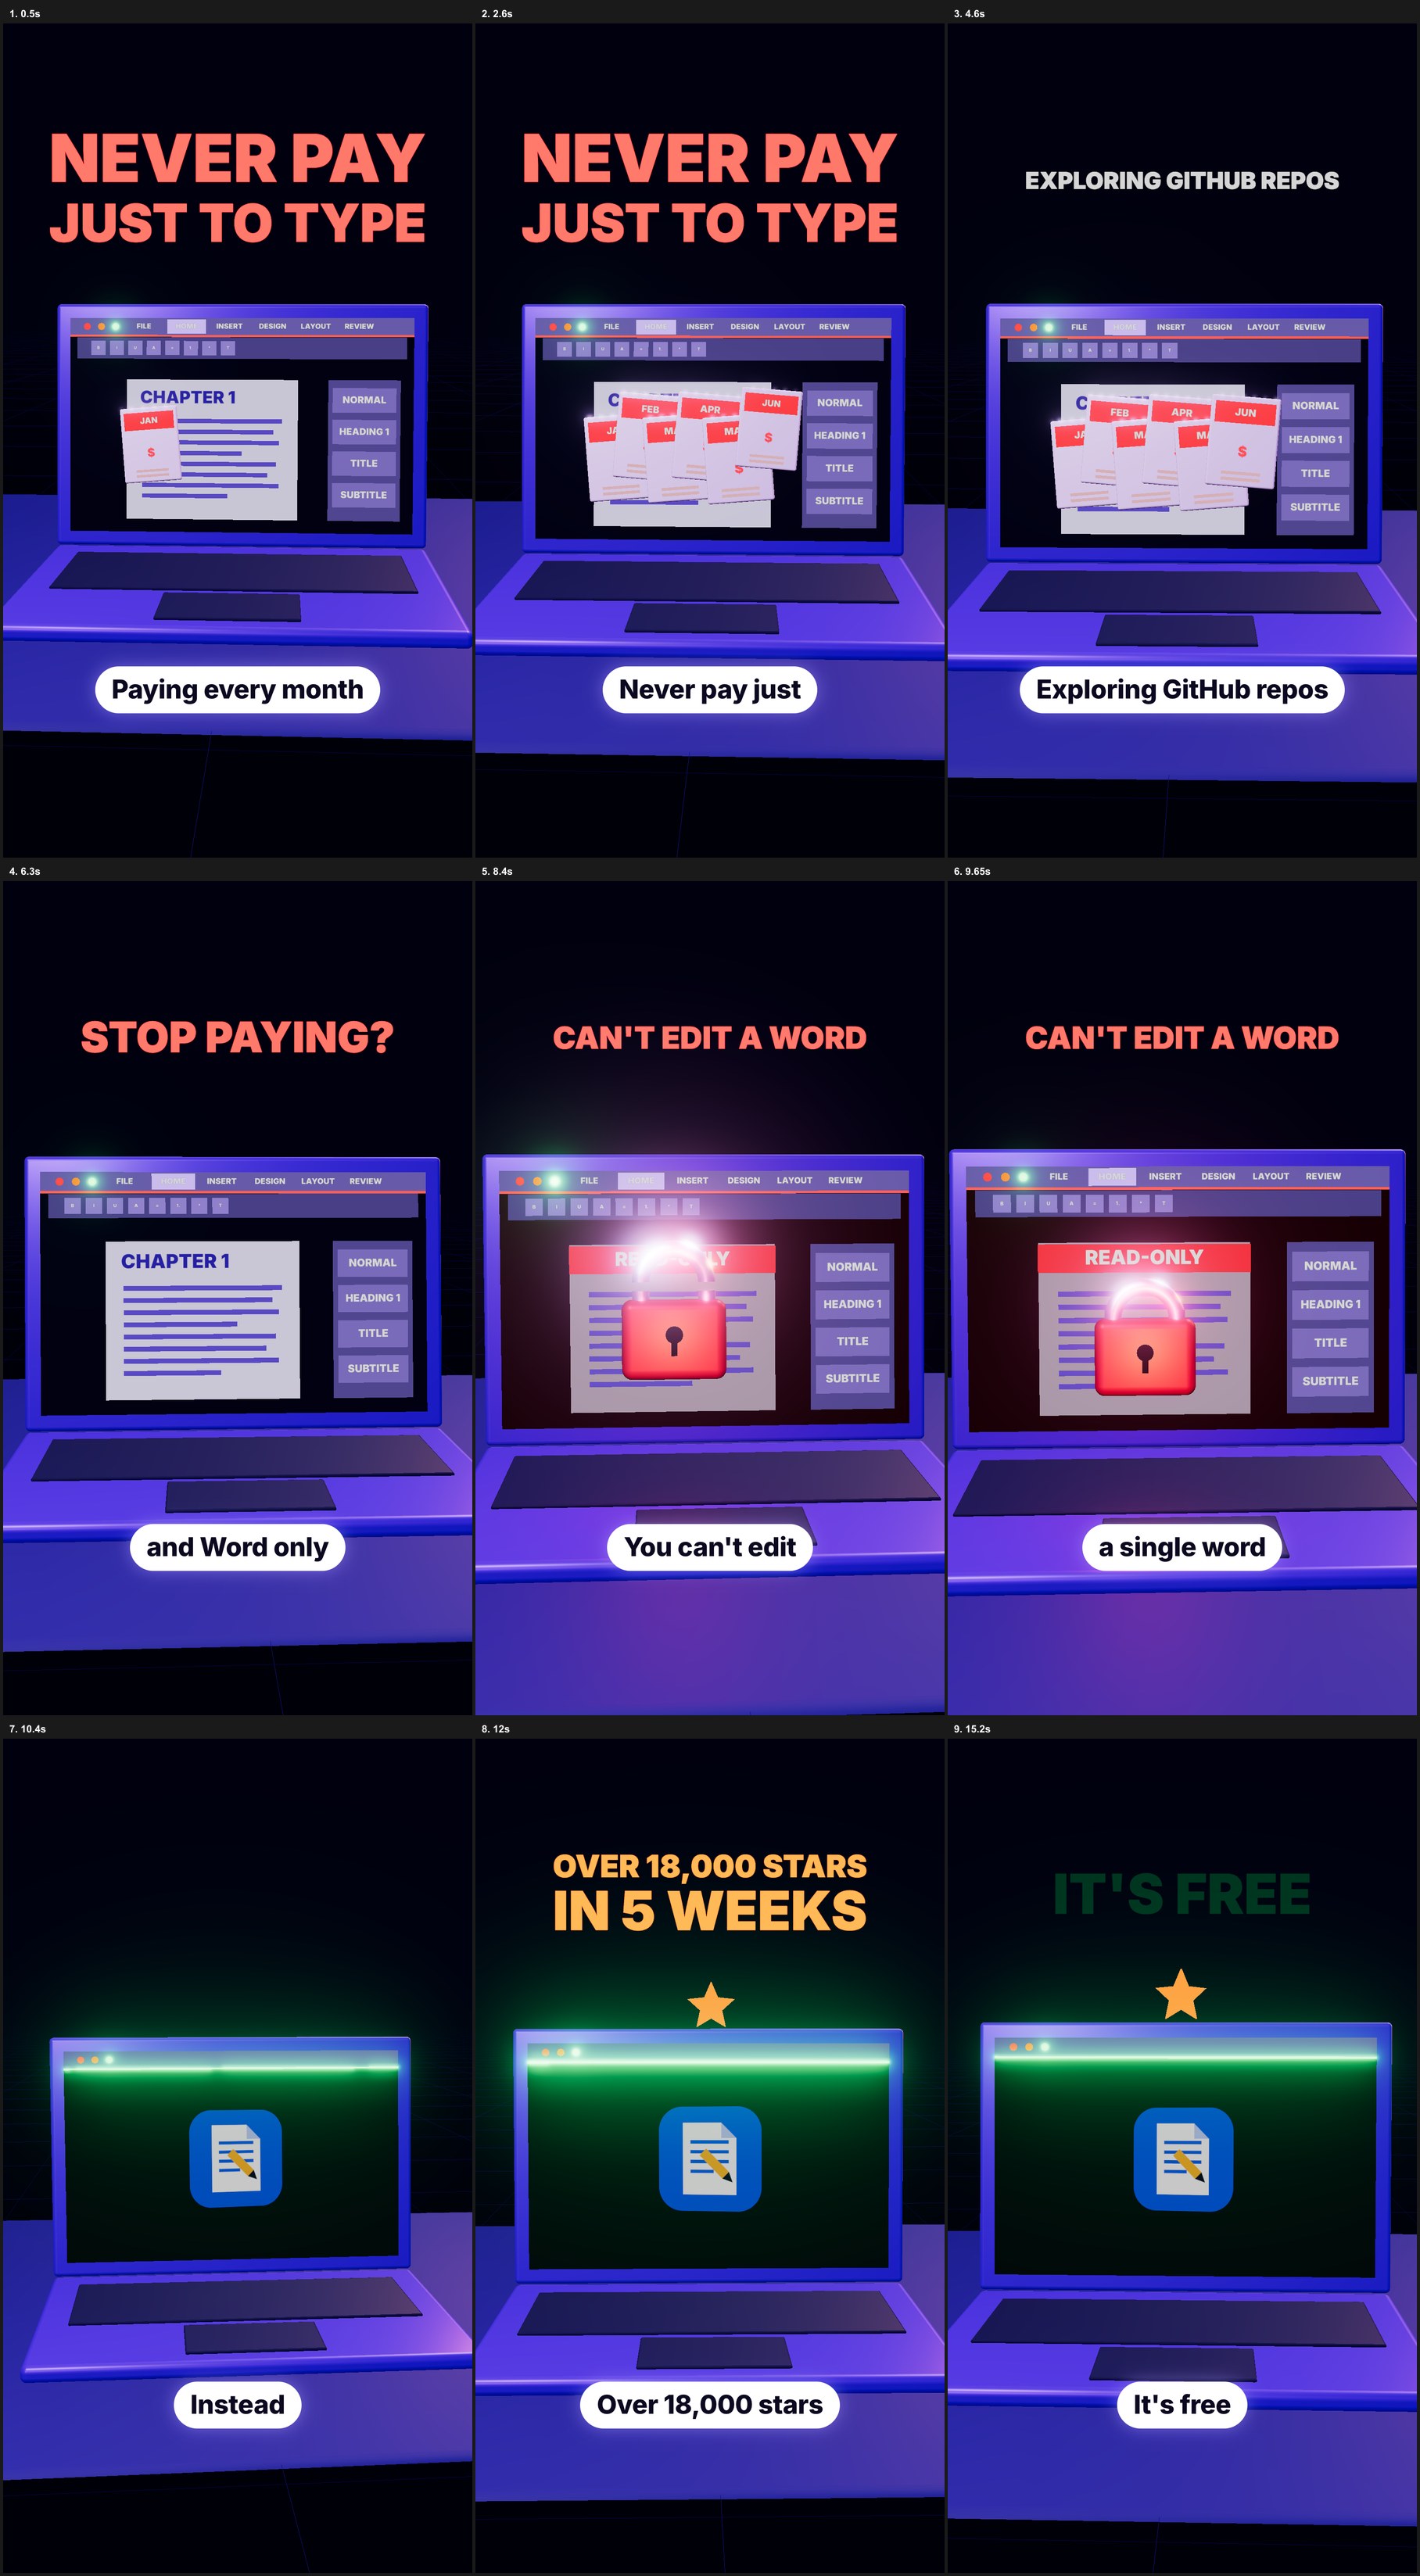 1. 0.5s
NEVER PAY
JUST TO TYPE
FILE HOME INSERT DESIGN LAYOUT REVIEW
B I U A
CHAPTER 1
JAN
$
NORMAL
HEADING 1
TITLE
SUBTITLE
Paying every month
2. 2.6s
NEVER PAY
JUST TO TYPE
FILE HOME INSERT DESIGN LAYOUT REVIEW
B I U A
C
JA
FEB
MA
APR
MA
JUN
$
$
NORMAL
HEADING 1
TITLE
SUBTITLE
Never pay just
3. 4.6s
EXPLORING GITHUB REPOS
FILE HOME INSERT DESIGN LAYOUT REVIEW
B I U A
C
JA
FEB
MA
APR
MA
JUN
$
NORMAL
HEADING 1
TITLE
SUBTITLE
Exploring GitHub repos
4. 6.3s
STOP PAYING?
FILE HOME INSERT DESIGN LAYOUT REVIEW
B I U A
CHAPTER 1
NORMAL
HEADING 1
TITLE
SUBTITLE
and Word only
5. 8.4s
CAN'T EDIT A WORD
FILE HOME INSERT DESIGN LAYOUT REVIEW
B I U A
READ-ONLY
NORMAL
HEADING 1
TITLE
SUBTITLE
You can't edit
6. 9.65s
CAN'T EDIT A WORD
FILE HOME INSERT DESIGN LAYOUT REVIEW
B I U A
READ-ONLY
NORMAL
HEADING 1
TITLE
SUBTITLE
a single word
7. 10.4s
Instead
8. 12s
OVER 18,000 STARS
IN 5 WEEKS
Over 18,000 stars
9. 15.2s
IT'S FREE
It's free